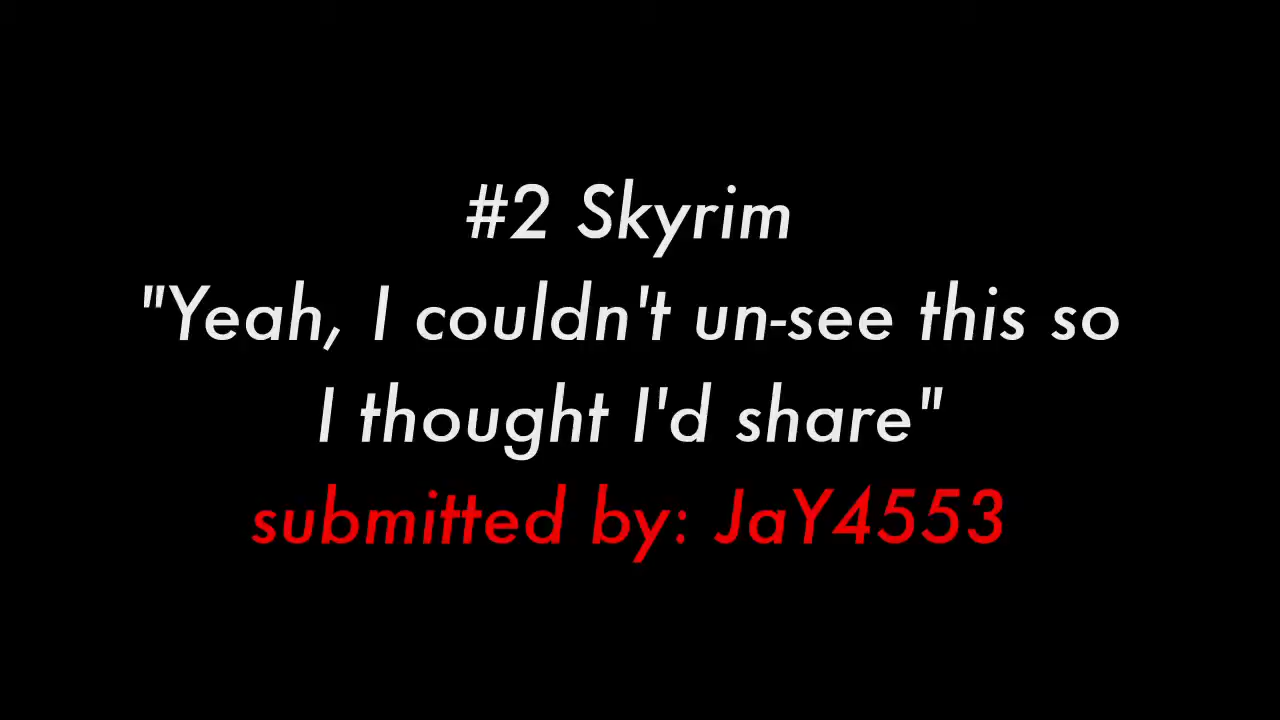 #2 Skyrim
"Yeah, I couldn't un-see this so
I thought I'd share"
submitted by: JaY4553